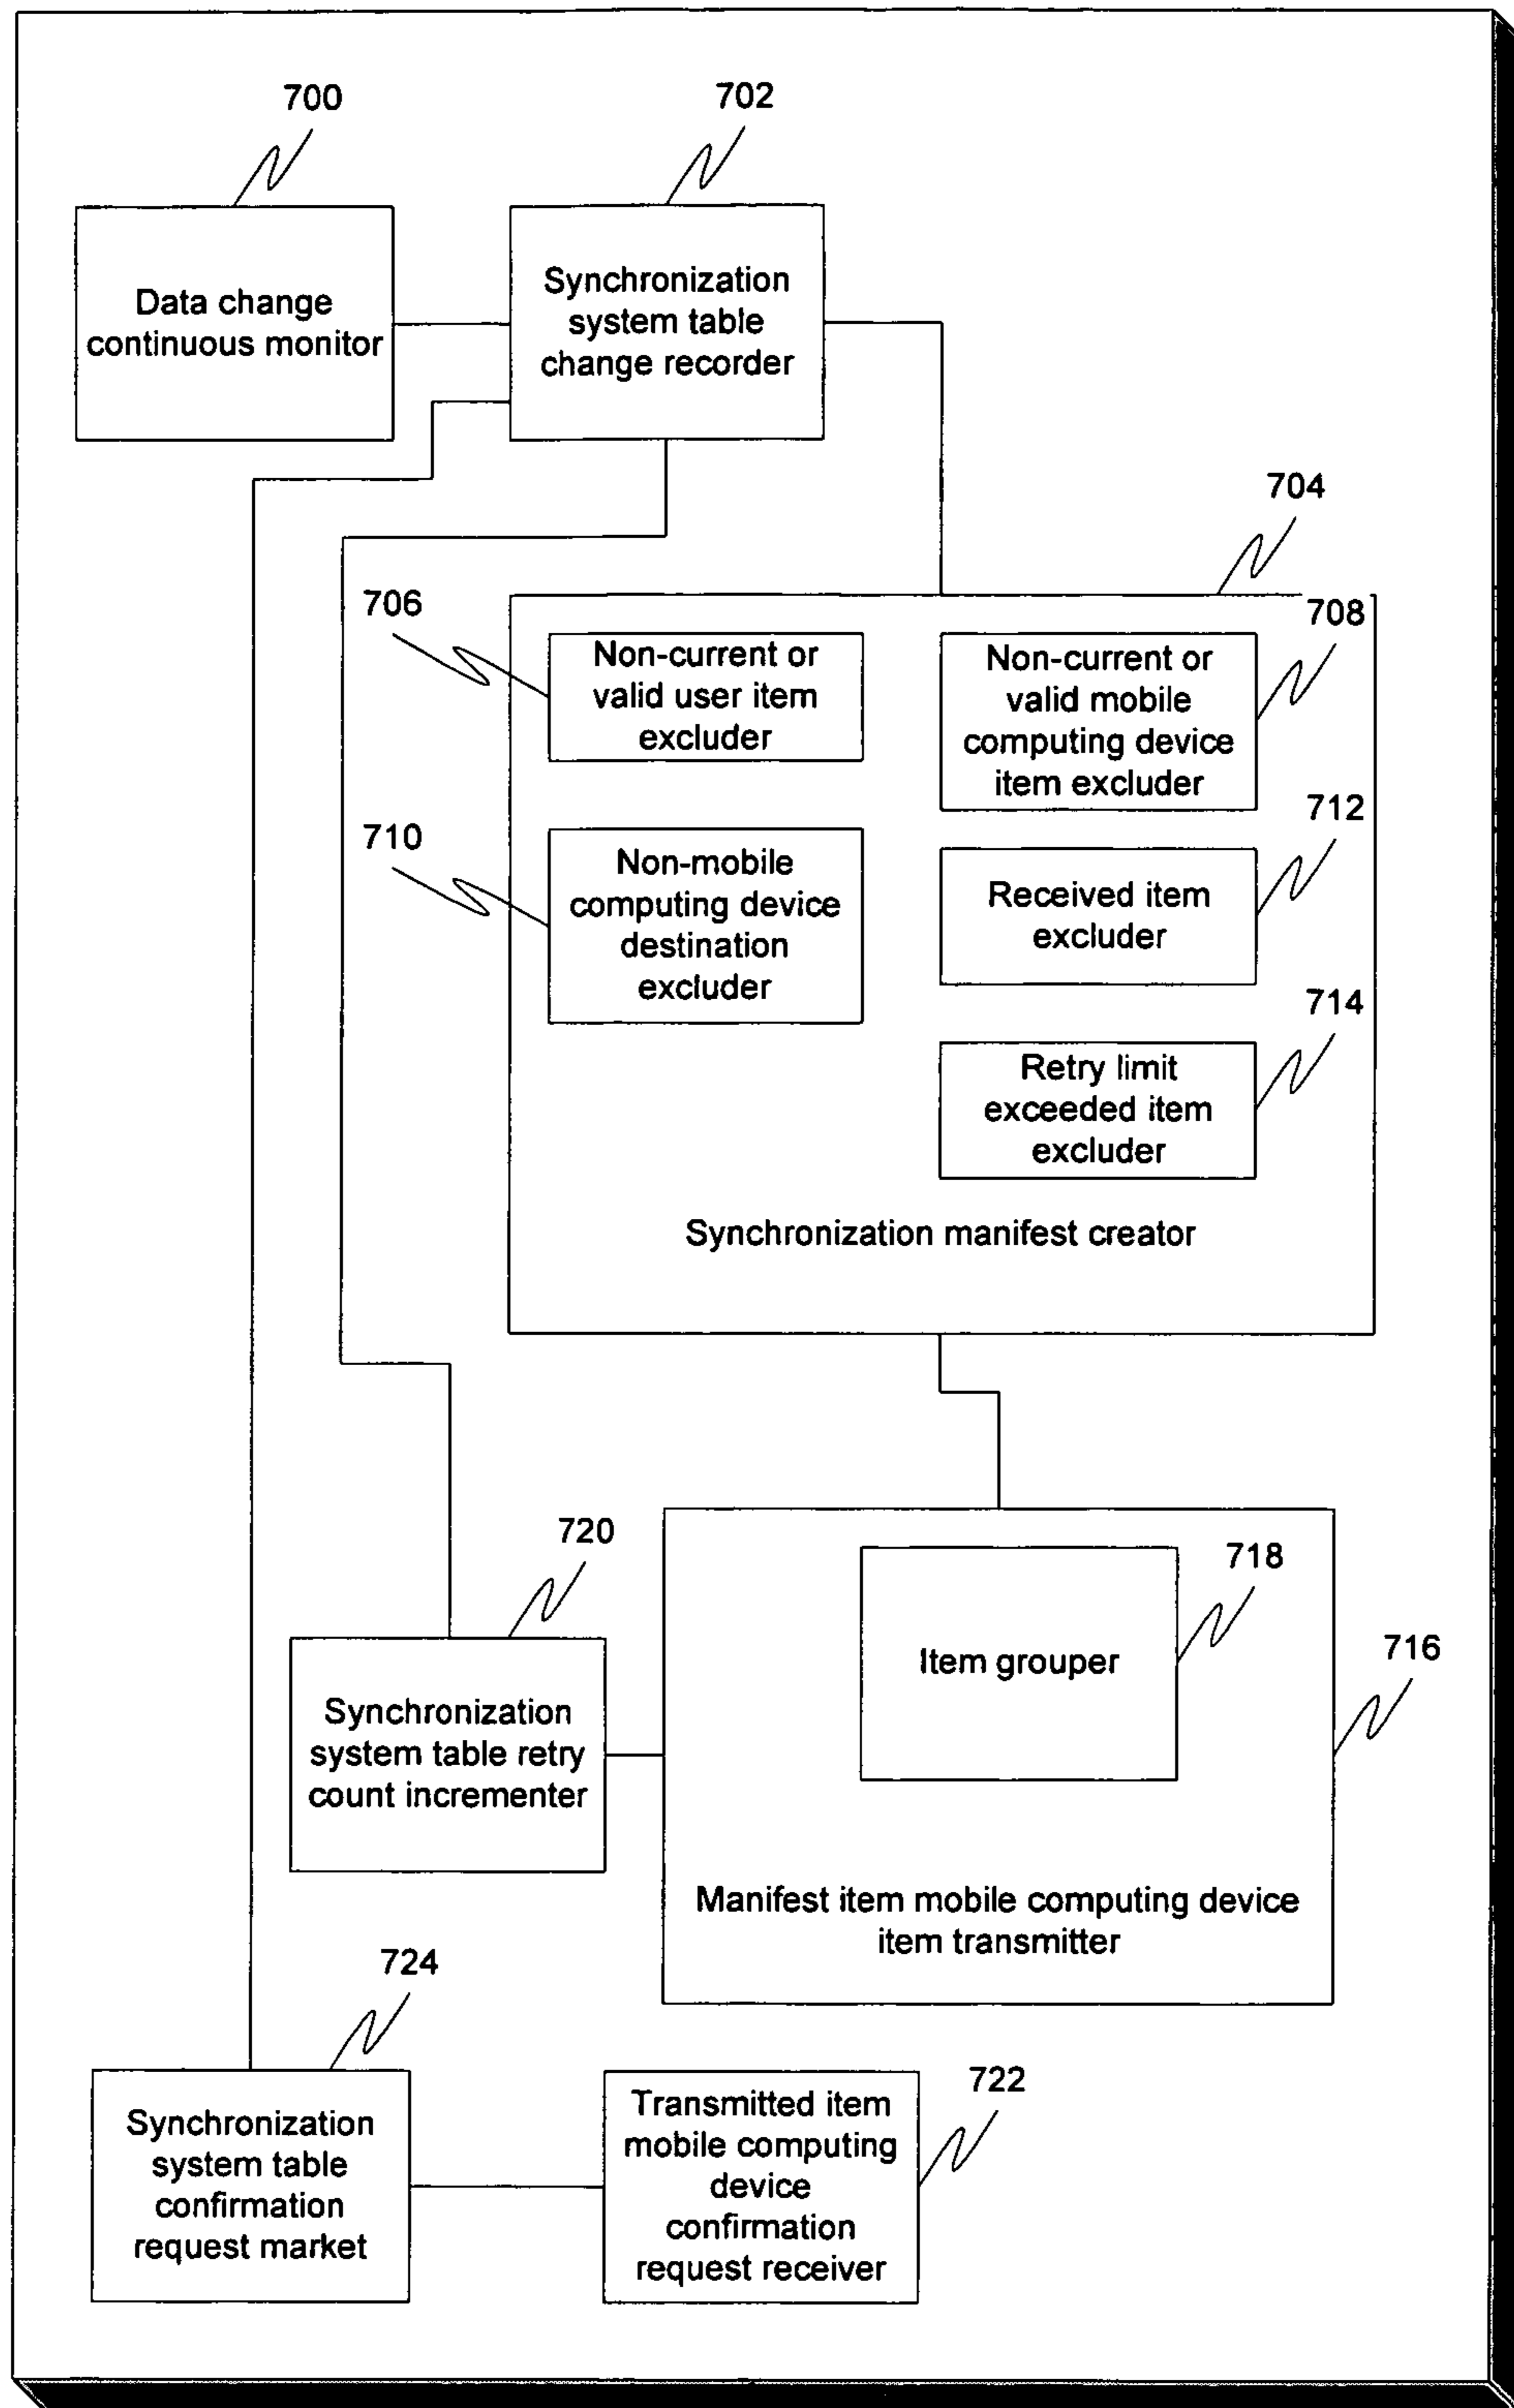 700
702
Data change
continuous monitor
Synchronization
system table
change recorder
704
706
708
Non-current or
valid user item
excluder
Non-current or
valid mobile
computing device
item excluder
710
712
Non-mobile
computing device
destination
excluder
Received item
excluder
714
Retry limit
exceeded item
excluder
Synchronization manifest creator
720
718
716
Item grouper
Synchronization
system table retry
count incrementer
Manifest item mobile computing device
item transmitter
724
722
Synchronization
system table
confirmation
request market
Transmitted item
mobile computing
device
confirmation
request receiver